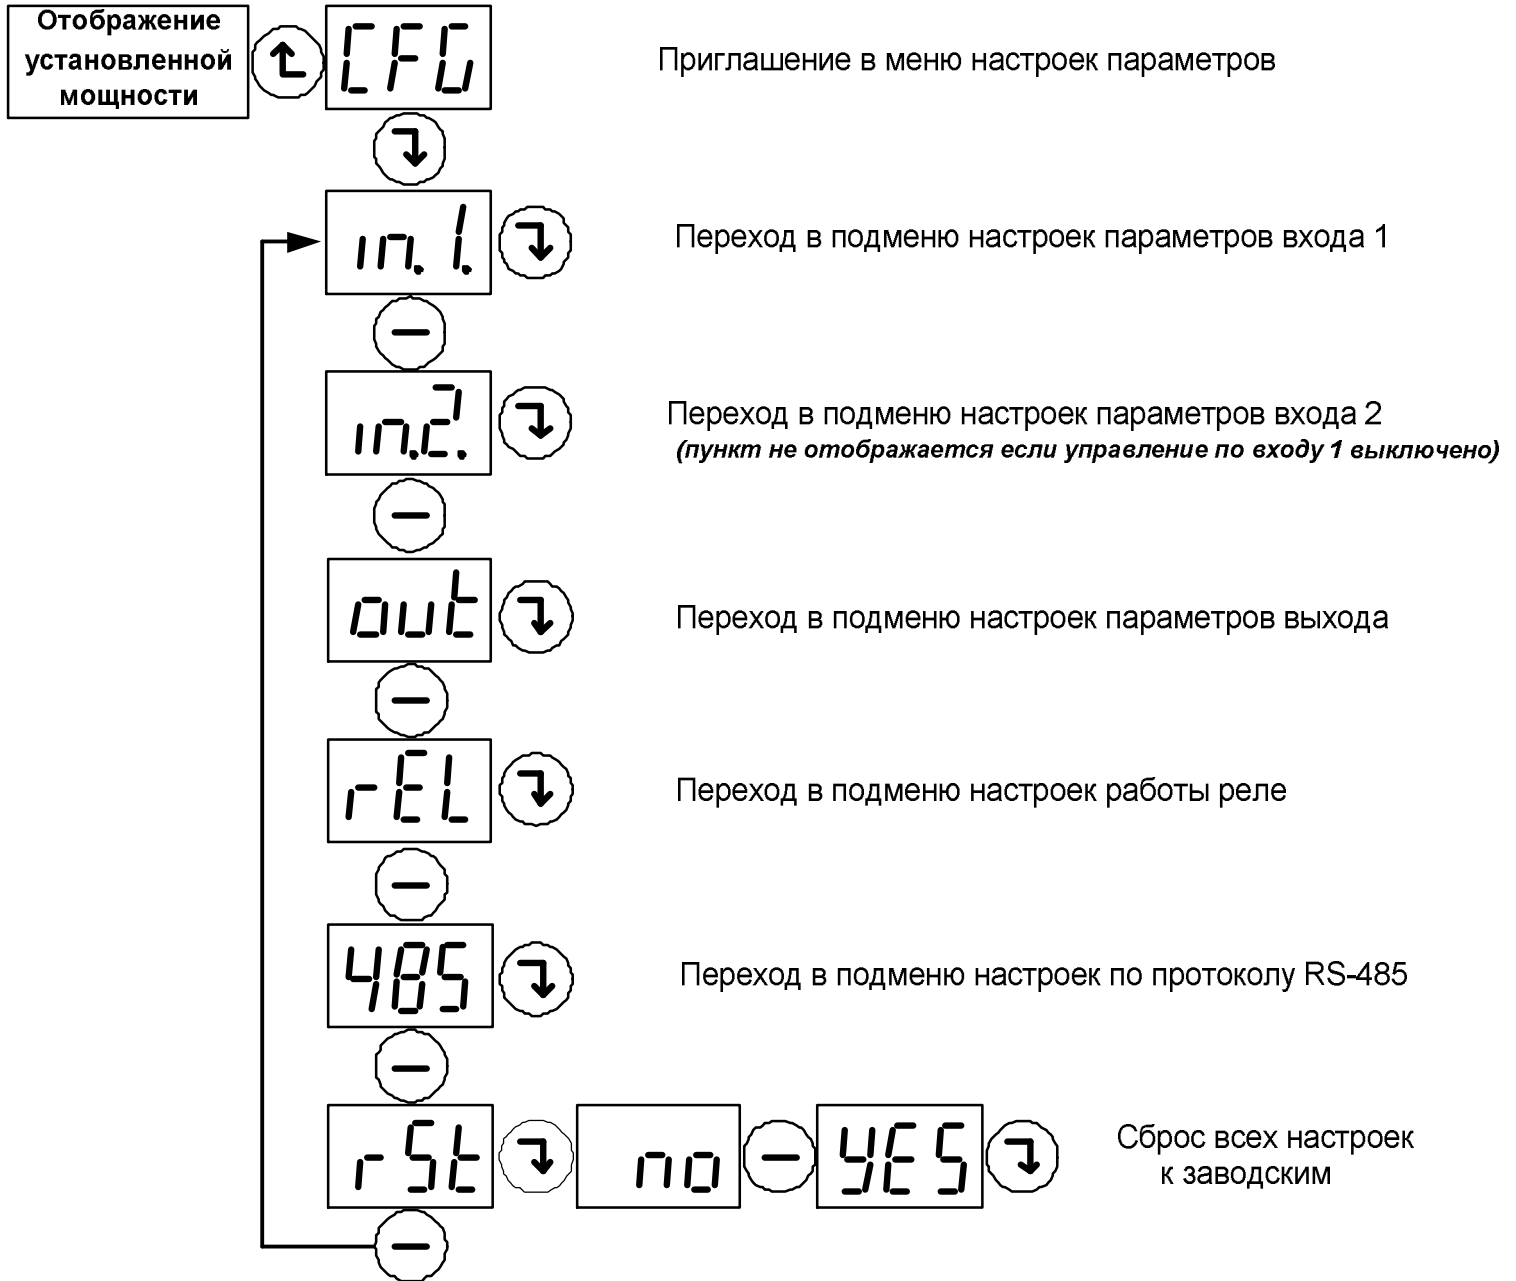 Отображение
установленной
мощности
CFG
Приглашение в меню настроек параметров
in.1.
Переход в подменю настроек параметров входа 1
in.2.
Переход в подменю настроек параметров входа 2
(пункт не отображается если управление по входу 1 выключено)
out
Переход в подменю настроек параметров выхода
rEL
Переход в подменю настроек работы реле
485
Переход в подменю настроек по протоколу RS-485
rSt
no
YES
Сброс всех настроек
к заводским